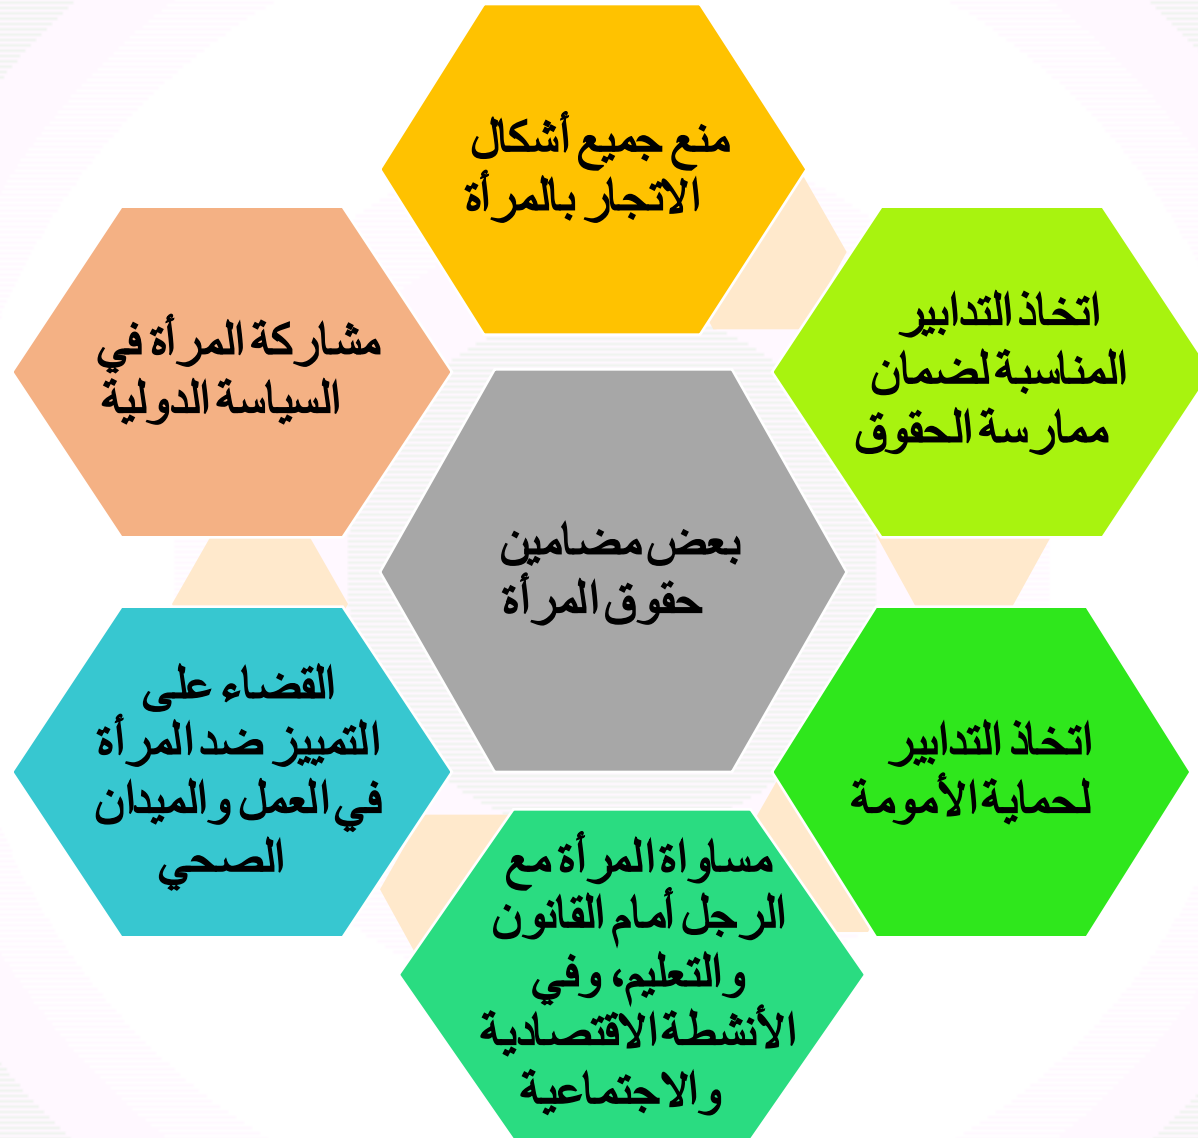 منع جميع أشكال
الاتجار بالمرأة
اتخاذ التدابير
المناسبة لضمان
ممارسة الحقوق
مشاركة المرأة في
السياسة الدولية
بعض مضامين
حقوق المرأة
القضاء على
التمييز ضد المرأة
في العمل والميدان
الصحي
اتخاذ التدابير
لحماية الأمومة
مساواة المرأة مع
الرجل أمام القانون
والتعليم، وفي
الأنشطة الاقتصادية
والاجتماعية